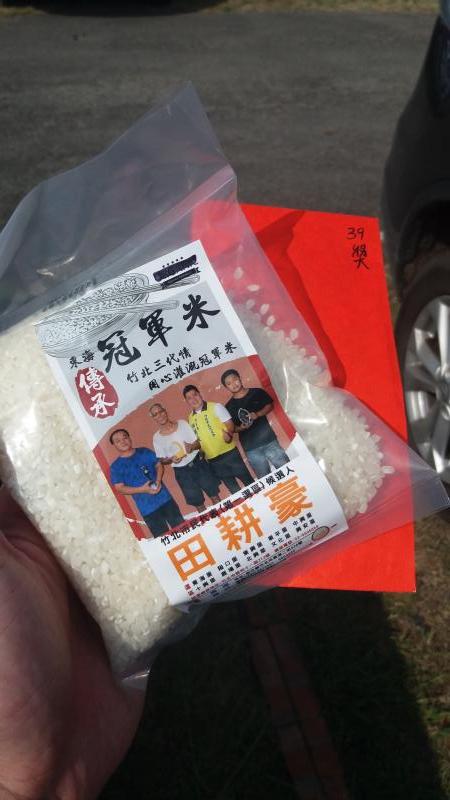 39
獎
東海
傳承
冠軍米
竹北三代情
用心灌溉冠軍米
竹北市民代表(第一選區)候選人
田耕豪